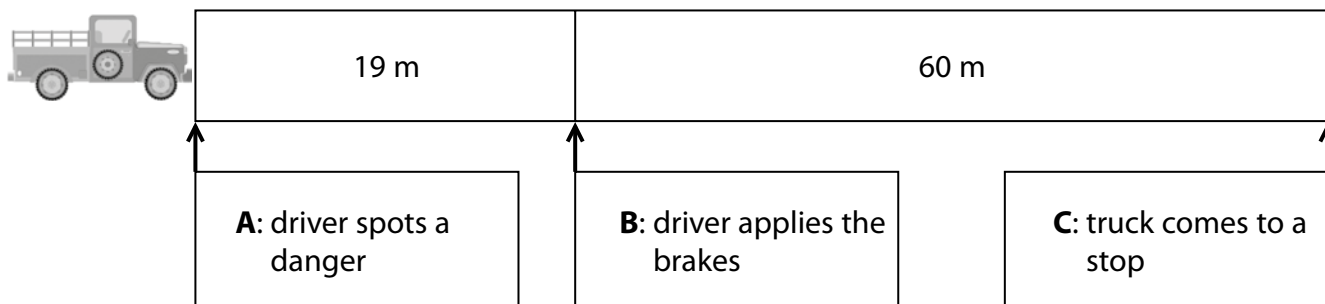 19 m
60 m
A: driver spots a
danger
B: driver applies the
brakes
C: truck comes to a
stop